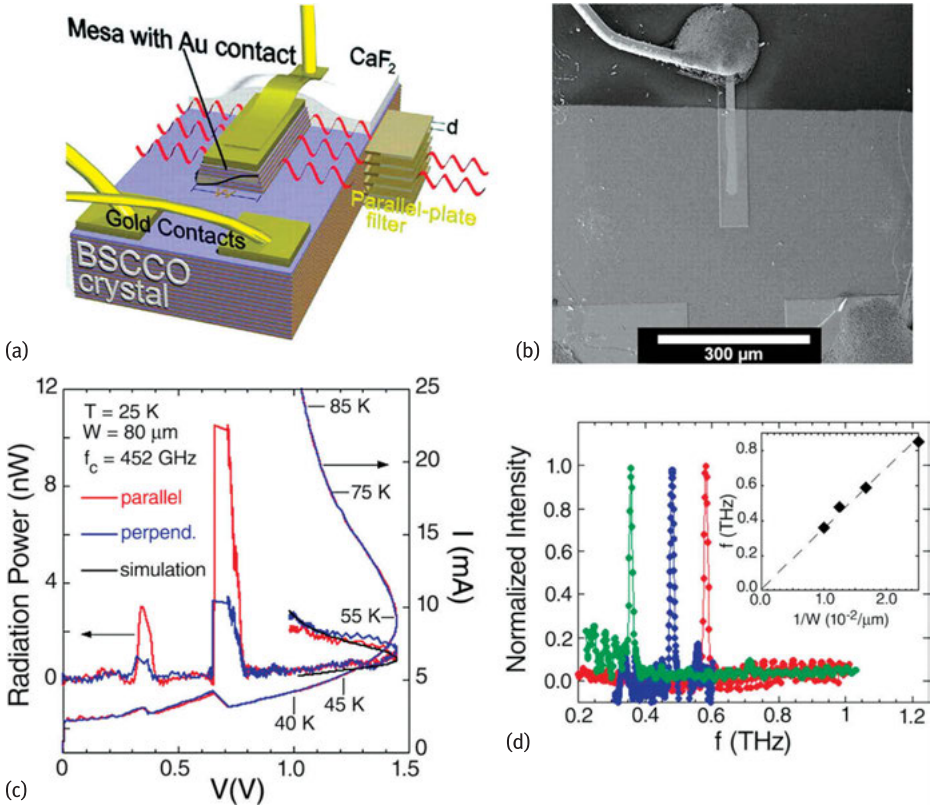 Mesa with Au contact
CaF₂
d
Parallel-plate
filter
Gold Contacts
BSCCO
crystal
(a)
300 µm
(b)
12
10
8
6
4
2
0
Radiation Power (nW)
T = 25 K
W = 80 µm
f_c = 452 GHz
parallel
perpend.
simulation
85 K
75 K
55 K
45 K
40 K
25
20
15
10
5
0
I (mA)
0
0.5
1.0
1.5
V(V)
(c)
1.0
0.8
0.6
0.4
0.2
0.0
Normalized Intensity
0.2
0.4
0.6
0.8
1
1.2
f (THz)
0.8
0.6
0.4
0.2
0.0
f (THz)
0.0
1.0
2.0
1/W (10⁻²/µm)
(d)